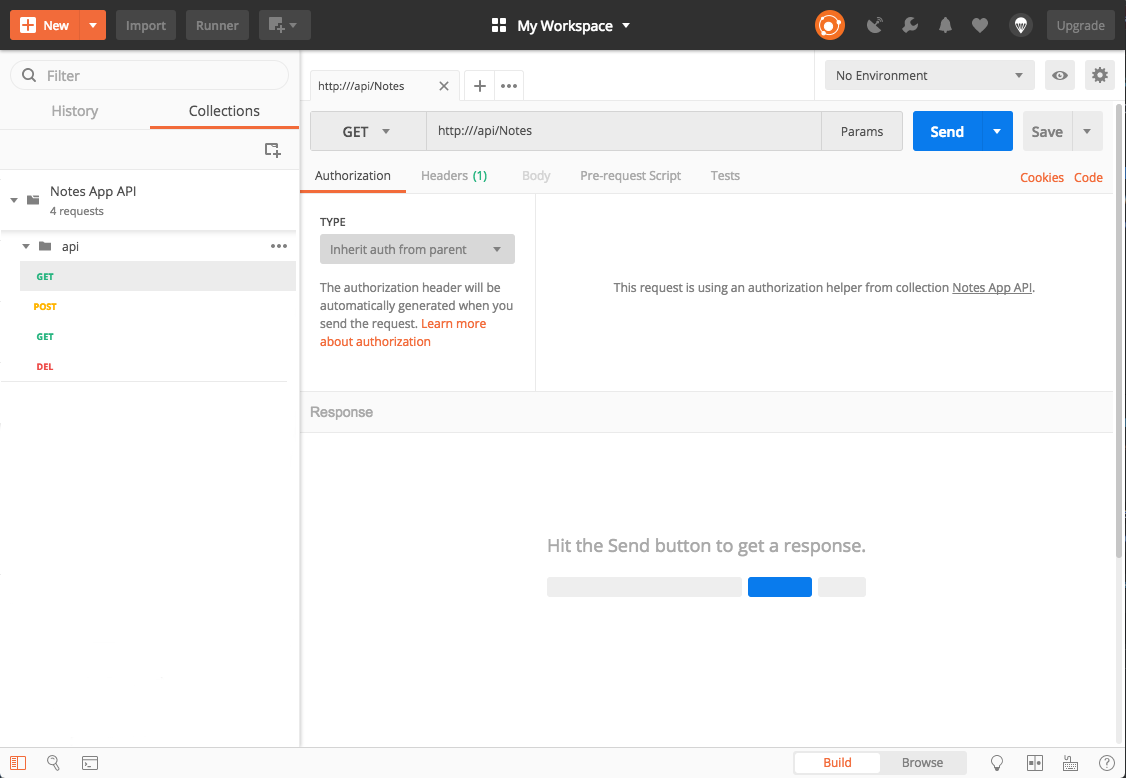 New
Import
Runner
My Workspace
Upgrade
Filter
History
Collections
Notes App API
4 requests
api
GET
POST
GET
DEL
http:///api/Notes
No Environment
GET
http:///api/Notes
Params
Send
Save
Authorization
Headers (1)
Body
Pre-request Script
Tests
Cookies
Code
TYPE
Inherit auth from parent
The authorization header will be
automatically generated when you
send the request. Learn more
about authorization
This request is using an authorization helper from collection Notes App API.
Response
Hit the Send button to get a response.
Build
Browse